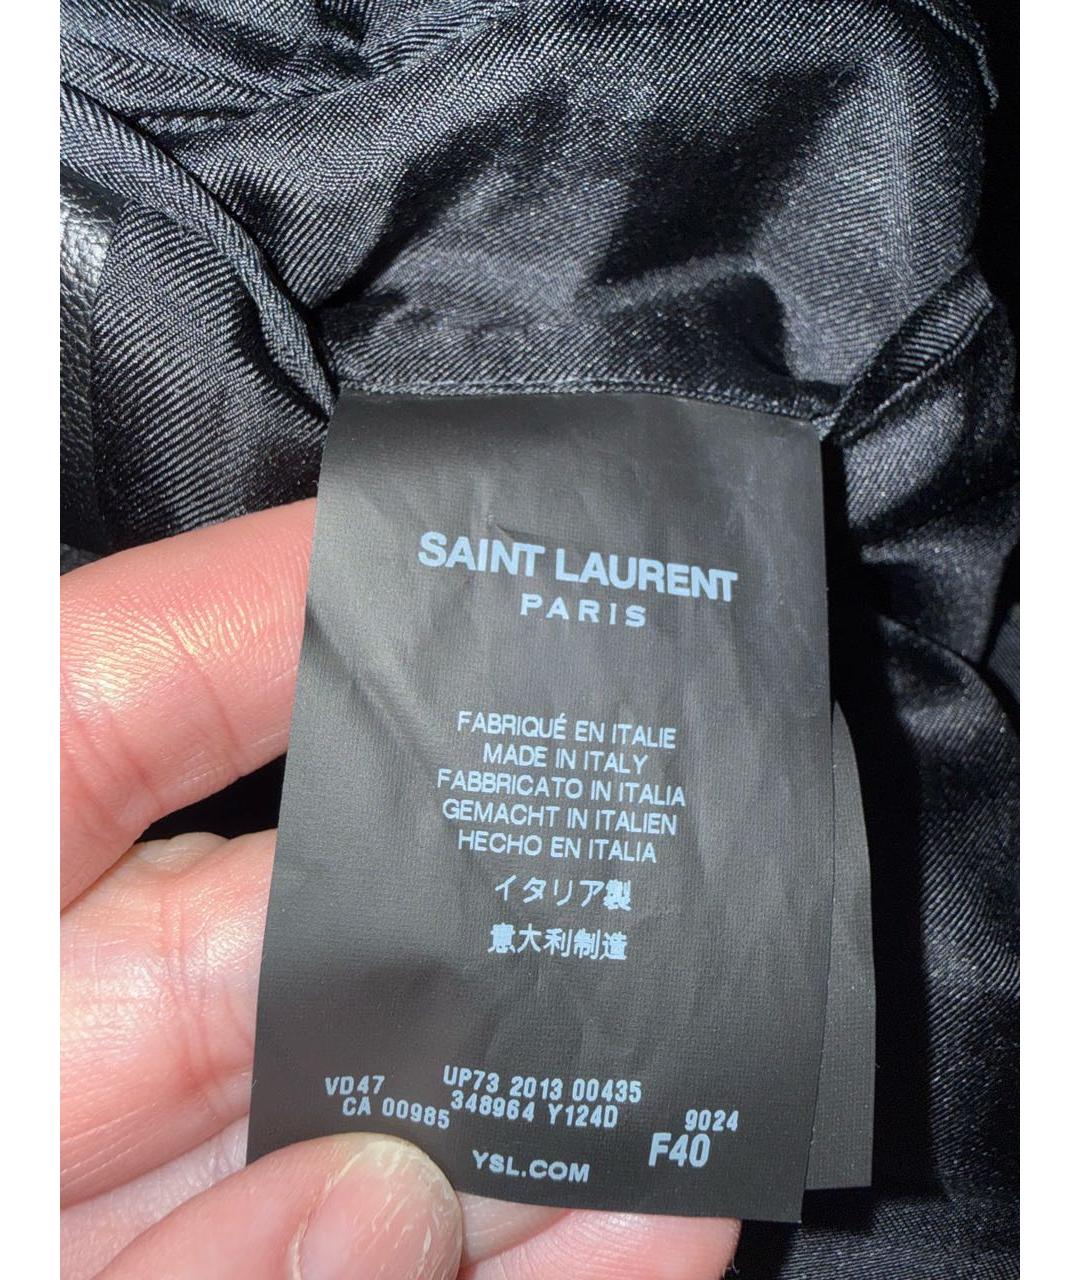 SAINT LAURENT
PARIS
FABRIQUÉ EN ITALIE
MADE IN ITALY
FABBRICATO IN ITALIA
GEMACHT IN ITALIEN
HECHO EN ITALIA
イタリア製
意大利制造
VD47 UP73 2013 00435
CA 00985 348964 Y124D 9024
F40
YSL.COM